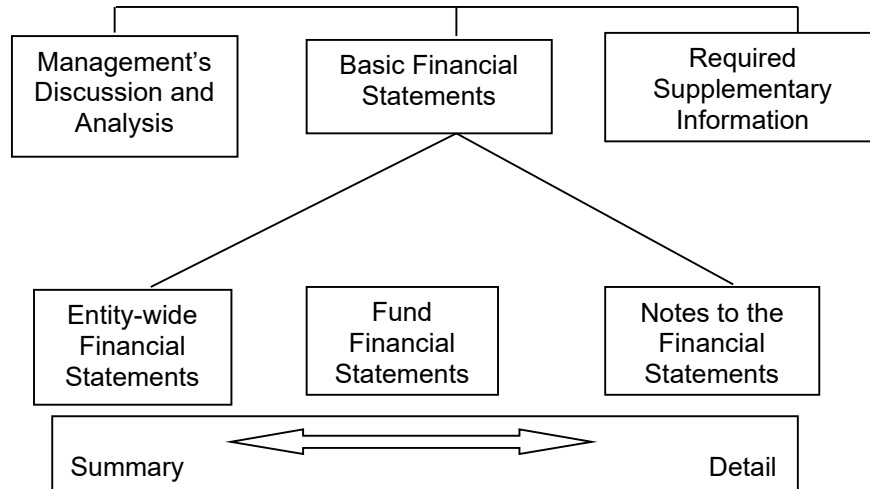 Management’s
Discussion and
Analysis
Basic Financial
Statements
Required
Supplementary
Information
Entity-wide
Financial
Statements
Fund
Financial
Statements
Notes to the
Financial
Statements
Summary
Detail